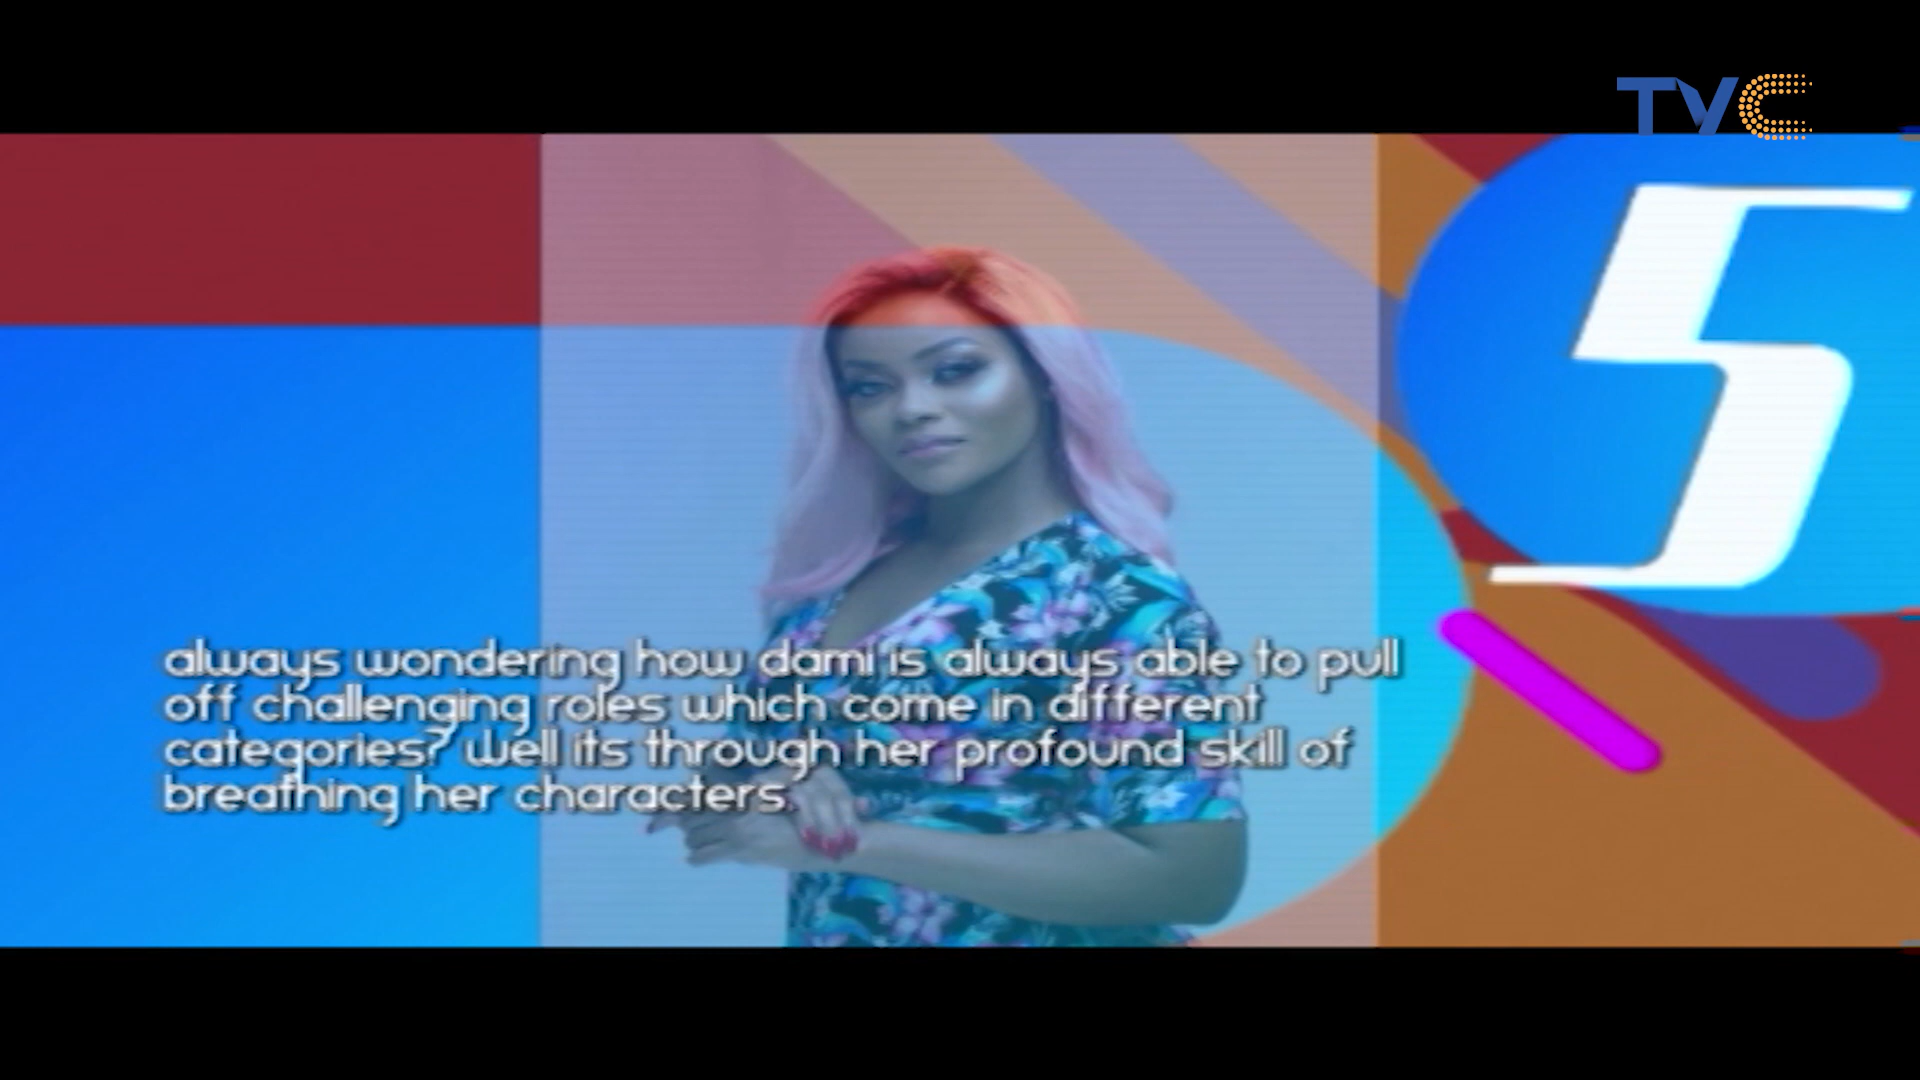 TVC
5
always wondering how dami is always able to pull
off challenging roles which come in different
categories? well its through her profound skill of
breathing her characters.